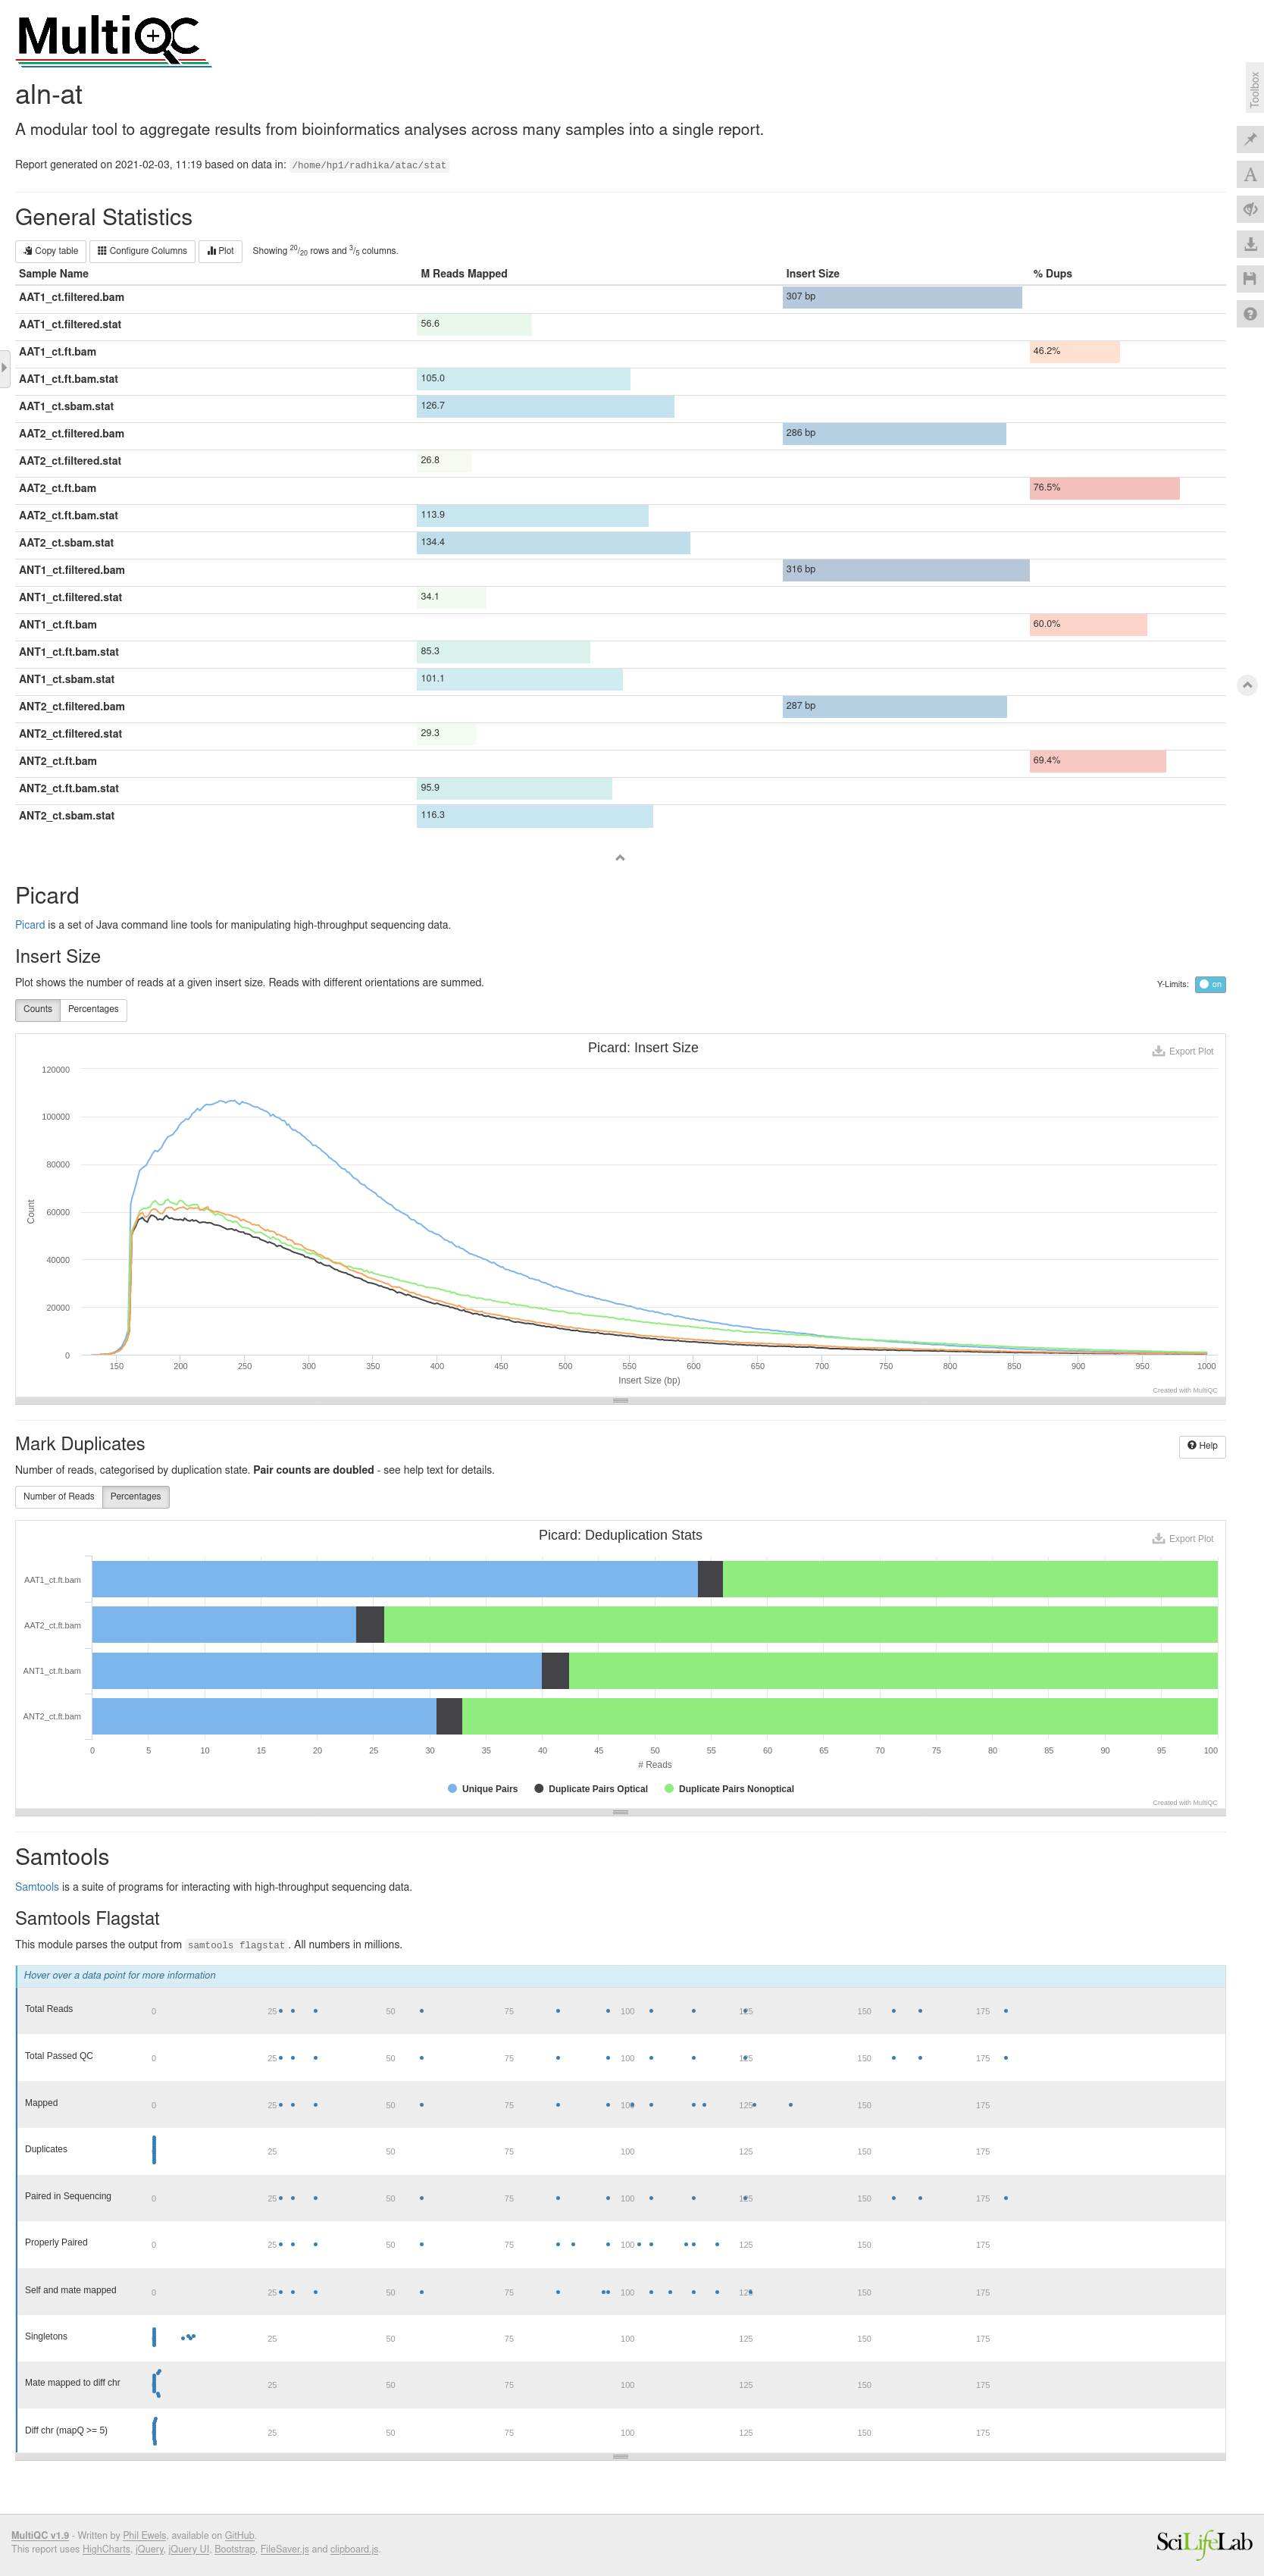 MultiQC
Toolbox
aln-at
A modular tool to aggregate results from bioinformatics analyses across many samples into a single report.
Report generated on 2021-02-03, 11:19 based on data in: /home/hp1/radhika/atac/stat
A
General Statistics
Copy table Configure Columns Plot Showing 20/20 rows and 3/5 columns.
Sample Name M Reads Mapped Insert Size % Dups
AAT1_ct.filtered.bam 307 bp
AAT1_ct.filtered.stat 56.6
AAT1_ct.ft.bam 46.2%
AAT1_ct.ft.bam.stat 105.0
AAT1_ct.sbam.stat 126.7
AAT2_ct.filtered.bam 286 bp
AAT2_ct.filtered.stat 26.8
AAT2_ct.ft.bam 76.5%
AAT2_ct.ft.bam.stat 113.9
AAT2_ct.sbam.stat 134.4
ANT1_ct.filtered.bam 316 bp
ANT1_ct.filtered.stat 34.1
ANT1_ct.ft.bam 60.0%
ANT1_ct.ft.bam.stat 85.3
ANT1_ct.sbam.stat 101.1
ANT2_ct.filtered.bam 287 bp
ANT2_ct.filtered.stat 29.3
ANT2_ct.ft.bam 69.4%
ANT2_ct.ft.bam.stat 95.9
ANT2_ct.sbam.stat 116.3
Picard
Picard is a set of Java command line tools for manipulating high-throughput sequencing data.
Insert Size
Plot shows the number of reads at a given insert size. Reads with different orientations are summed.
Y-Limits: on
Counts Percentages
Picard: Insert Size
Export Plot
120000
100000
80000
60000
40000
20000
0
Count
150 200 250 300 350 400 450 500 550 600 650 700 750 800 850 900 950 1000
Insert Size (bp)
Created with MultiQC
Mark Duplicates
Help
Number of reads, categorised by duplication state. Pair counts are doubled - see help text for details.
Number of Reads Percentages
Picard: Deduplication Stats
Export Plot
AAT1_ct.ft.bam
AAT2_ct.ft.bam
ANT1_ct.ft.bam
ANT2_ct.ft.bam
0 5 10 15 20 25 30 35 40 45 50 55 60 65 70 75 80 85 90 95 100
# Reads
Unique Pairs Duplicate Pairs Optical Duplicate Pairs Nonoptical
Created with MultiQC
Samtools
Samtools is a suite of programs for interacting with high-throughput sequencing data.
Samtools Flagstat
This module parses the output from samtools flagstat. All numbers in millions.
Hover over a data point for more information
Total Reads 0 25 50 75 100 125 150 175
Total Passed QC 0 25 50 75 100 125 150 175
Mapped 0 25 50 75 100 125 150 175
Duplicates 0 25 50 75 100 125 150 175
Paired in Sequencing 0 25 50 75 100 125 150 175
Properly Paired 0 25 50 75 100 125 150 175
Self and mate mapped 0 25 50 75 100 125 150 175
Singletons 25 50 75 100 125 150 175
Mate mapped to diff chr 25 50 75 100 125 150 175
Diff chr (mapQ >= 5) 25 50 75 100 125 150 175
MultiQC v1.9 - Written by Phil Ewels, available on GitHub.
This report uses HighCharts, jQuery, jQuery UI, Bootstrap, FileSaver.js and clipboard.js.
SciLifeLab